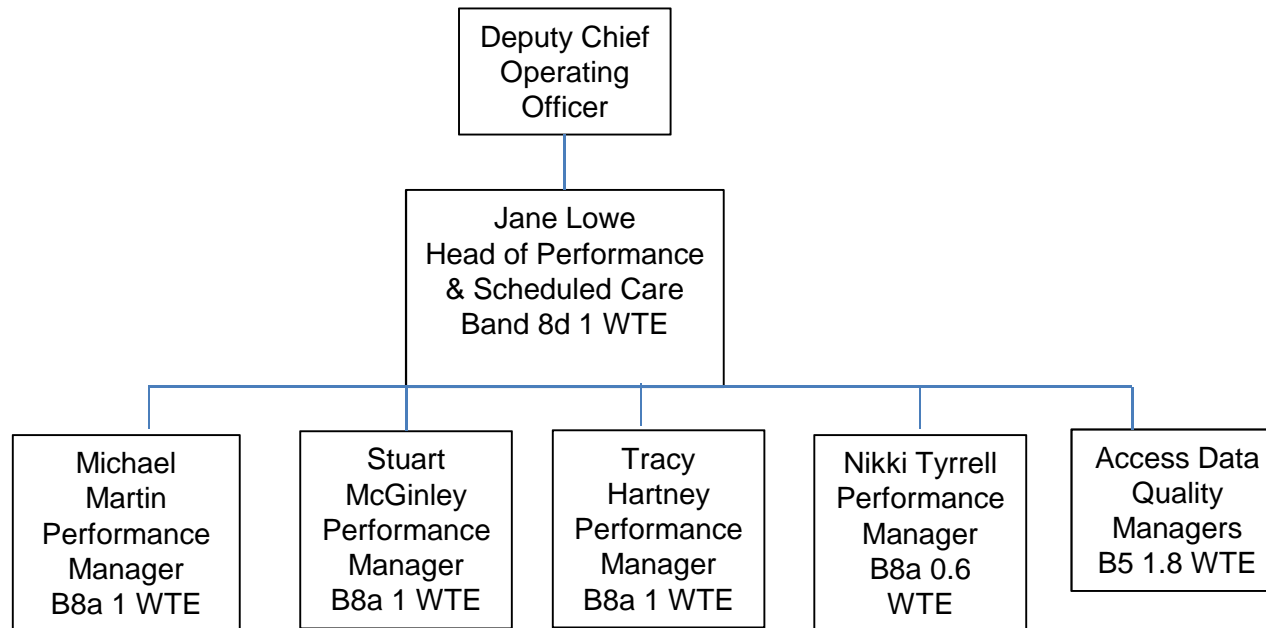 Deputy Chief
Operating
Officer
Jane Lowe
Head of Performance
& Scheduled Care
Band 8d 1 WTE
Michael
Martin
Performance
Manager
B8a 1 WTE
Stuart
McGinley
Performance
Manager
B8a 1 WTE
Tracy
Hartney
Performance
Manager
B8a 1 WTE
Nikki Tyrrell
Performance
Manager
B8a 0.6
WTE
Access Data
Quality
Managers
B5 1.8 WTE